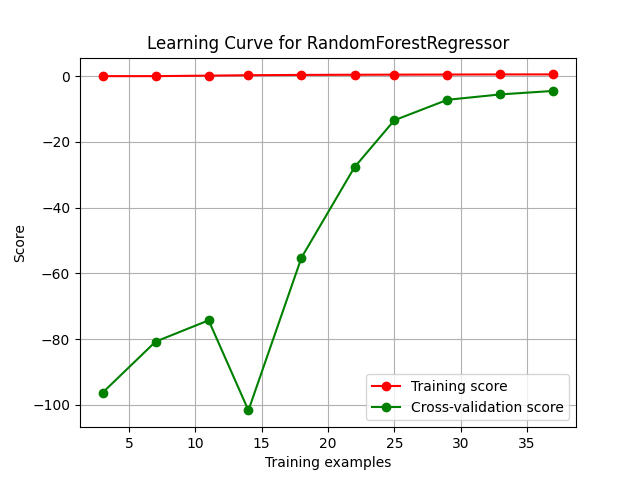 Learning Curve for RandomForestRegressor
0
−20
−40
−60
−80
−100
Score
5
10
15
20
25
30
35
Training examples
Training score
Cross-validation score